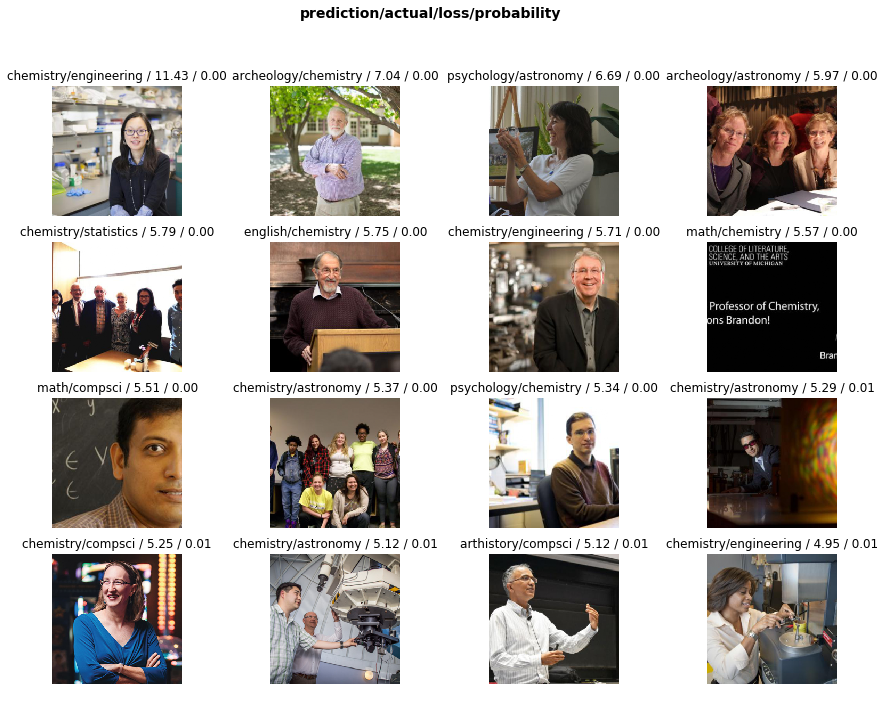 prediction/actual/loss/probability
chemistry/engineering / 11.43 / 0.00
archeology/chemistry / 7.04 / 0.00
psychology/astronomy / 6.69 / 0.00
archeology/astronomy / 5.97 / 0.00
chemistry/statistics / 5.79 / 0.00
english/chemistry / 5.75 / 0.00
chemistry/engineering / 5.71 / 0.00
math/chemistry / 5.57 / 0.00
COLLEGE OF LITERATURE,
SCIENCE, AND THE ARTS
UNIVERSITY OF MICHIGAN
Professor of Chemistry,
ons Brandon!
Bran
math/compsci / 5.51 / 0.00
chemistry/astronomy / 5.37 / 0.00
psychology/chemistry / 5.34 / 0.00
chemistry/astronomy / 5.29 / 0.01
chemistry/compsci / 5.25 / 0.01
chemistry/astronomy / 5.12 / 0.01
arthistory/compsci / 5.12 / 0.01
chemistry/engineering / 4.95 / 0.01